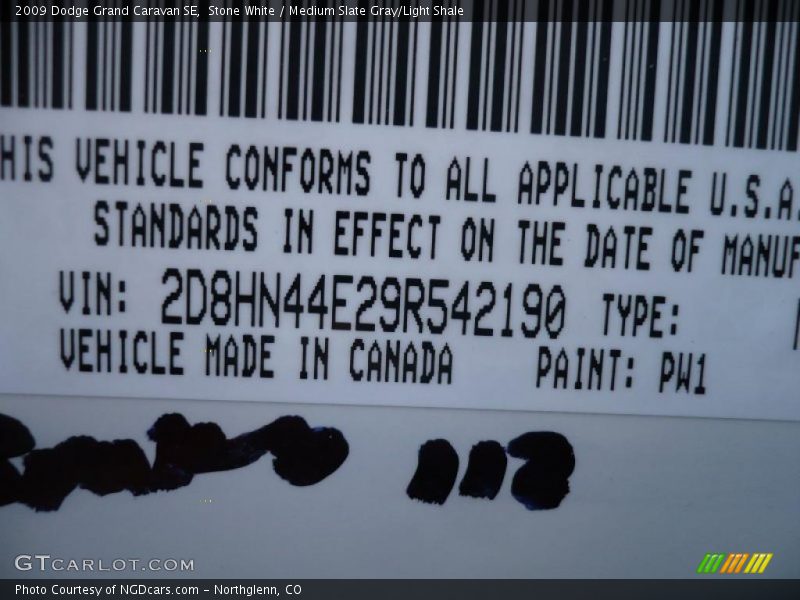 2009 Dodge Grand Caravan SE, Stone White / Medium Slate Gray/Light Shale
HIS VEHICLE CONFORMS TO ALL APPLICABLE U.S.A.
STANDARDS IN EFFECT ON THE DATE OF MANUF
VIN: 2D8HN44E29R542190 TYPE:
VEHICLE MADE IN CANADA PAINT: PW1
GTCARLOT.COM
Photo Courtesy of NGDcars.com – Northglenn, CO